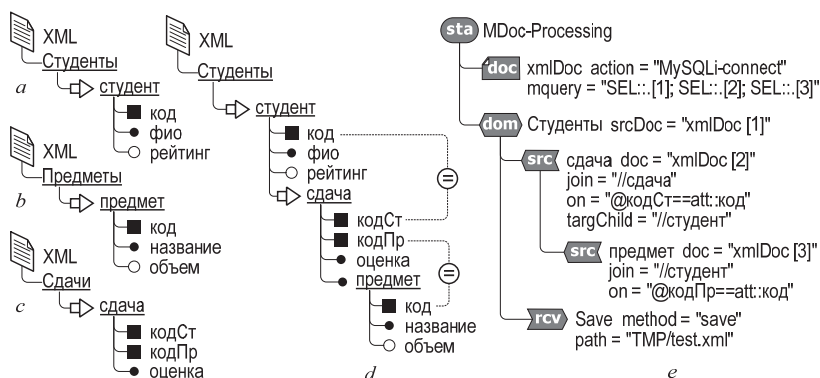 XML
Студенты
студент
код
фио
рейтинг
a
XML
Предметы
предмет
код
название
объем
b
XML
Сдачи
сдача
кодСт
кодПр
оценка
c
XML
Студенты
студент
код
фио
рейтинг
сдача
кодСт
кодПр
оценка
предмет
код
название
объем
=
=
d
sta MDoc-Processing
doc xmlDoc action = "MySQLi-connect"
mquery = "SEL::.[1]; SEL::.[2]; SEL::.[3]"
dom Студенты srcDoc = "xmlDoc [1]"
src сдача doc = "xmlDoc [2]"
join = "//сдача"
on = "@кодСт==att::код"
targChild = "//студент"
src предмет doc = "xmlDoc [3]"
join = "//студент"
on = "@кодПр==att::код"
rcv Save method = "save"
path = "TMP/test.xml"
e